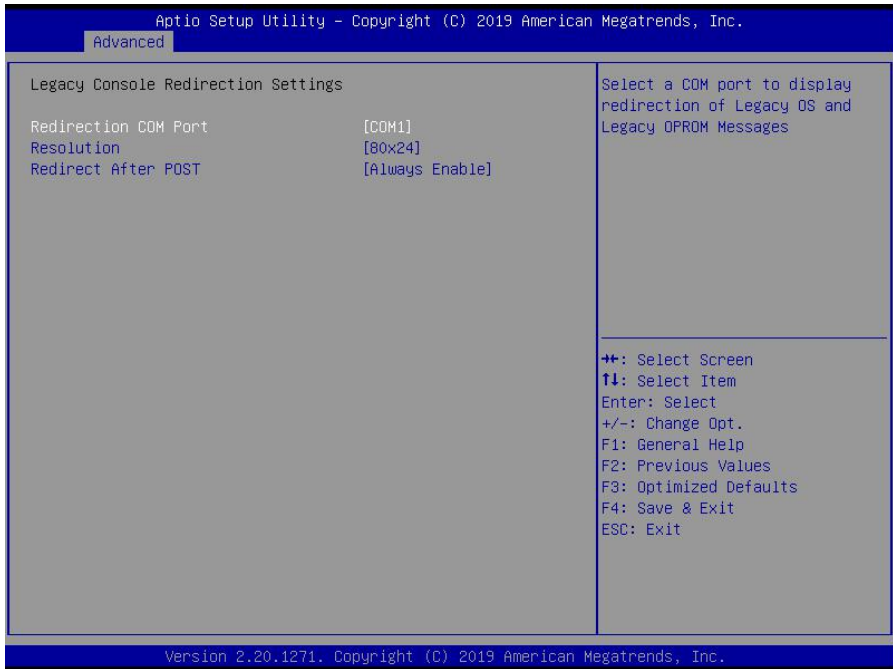 Aptio Setup Utility – Copyright (C) 2019 American Megatrends, Inc.
Advanced
Legacy Console Redirection Settings
Redirection COM Port [COM1]
Resolution [80x24]
Redirect After POST [Always Enable]
Select a COM port to display
redirection of Legacy OS and
Legacy OPROM Messages
→←: Select Screen
↑↓: Select Item
Enter: Select
+/-: Change Opt.
F1: General Help
F2: Previous Values
F3: Optimized Defaults
F4: Save & Exit
ESC: Exit
Version 2.20.1271. Copyright (C) 2019 American Megatrends, Inc.